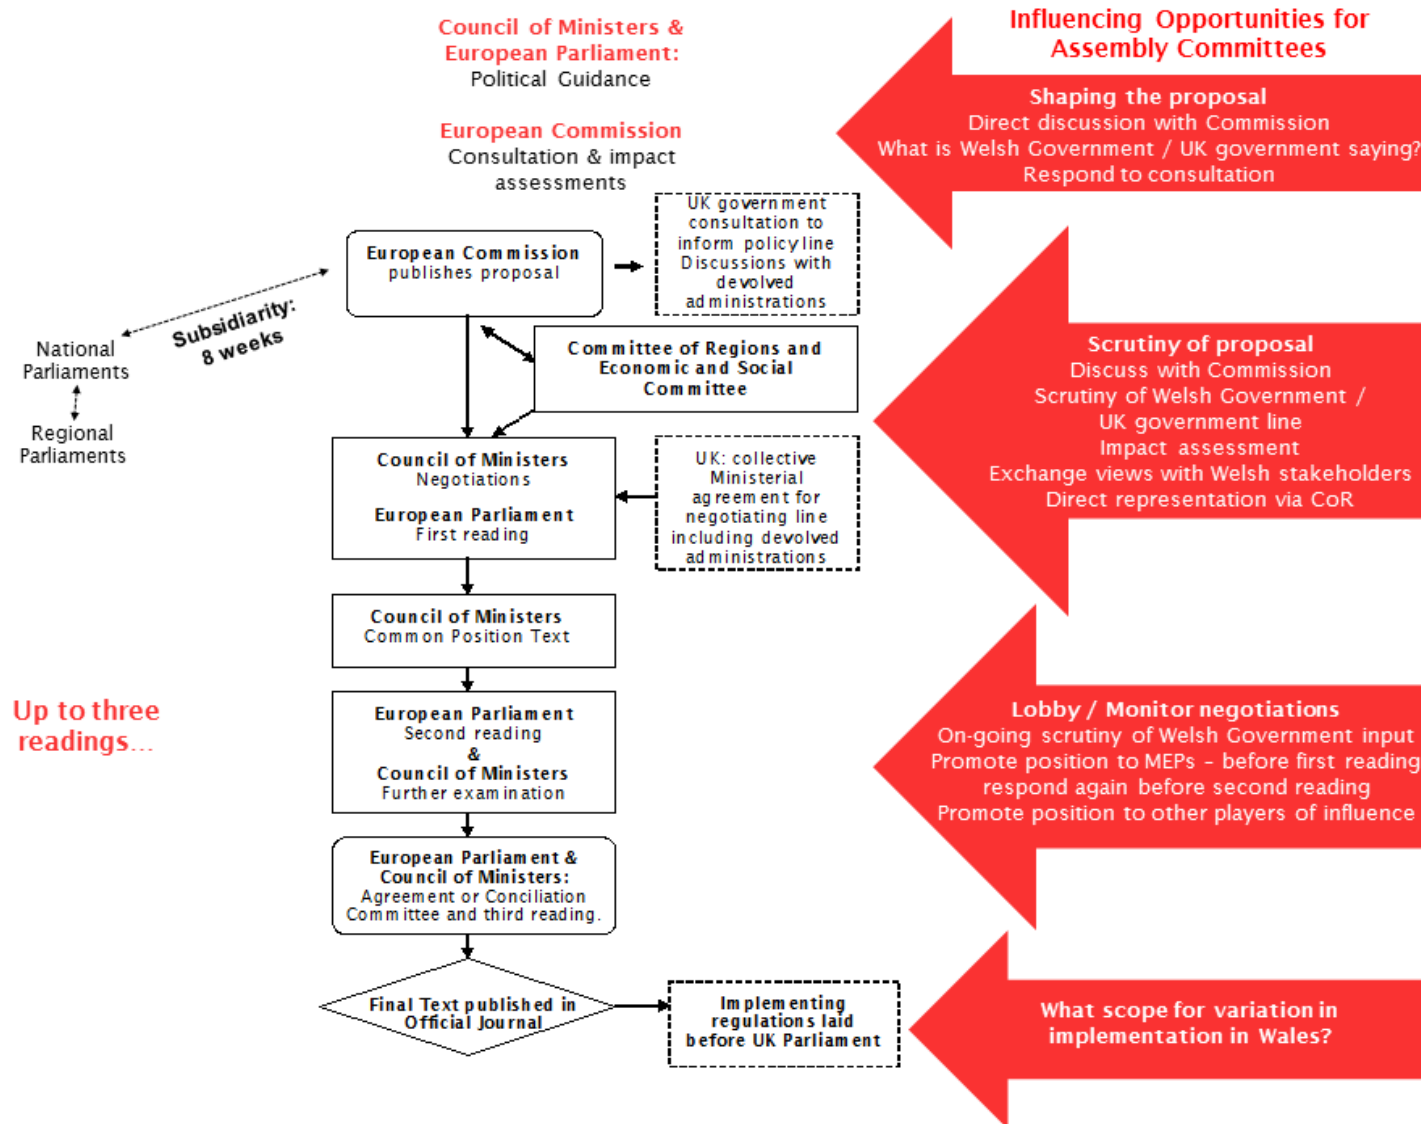 Council of Ministers &
European Parliament:
Political Guidance
European Commission
Consultation & impact
assessments
Influencing Opportunities for
Assembly Committees
Shaping the proposal
Direct discussion with Commission
What is Welsh Government / UK government saying?
Respond to consultation
European Commission
publishes proposal
UK government
consultation to
inform policy line
Discussions with
devolved
administrations
Subsidiarity:
8 weeks
National
Parliaments
Regional
Parliaments
Committee of Regions and
Economic and Social
Committee
Scrutiny of proposal
Discuss with Commission
Scrutiny of Welsh Government /
UK government line
Impact assessment
Exchange views with Welsh stakeholders
Direct representation via CoR
Council of Ministers
Negotiations
European Parliament
First reading
UK: collective
Ministerial
agreement for
negotiating line
including devolved
administrations
Council of Ministers
Common Position Text
Up to three
readings...
European Parliament
Second reading
&
Council of Ministers
Further examination
Lobby / Monitor negotiations
On-going scrutiny of Welsh Government input
Promote position to MEPs – before first reading
respond again before second reading
Promote position to other players of influence
European Parliament &
Council of Ministers:
Agreement or Conciliation
Committee and third reading.
Final Text published in
Official Journal
Implementing
regulations laid
before UK Parliament
What scope for variation in
implementation in Wales?